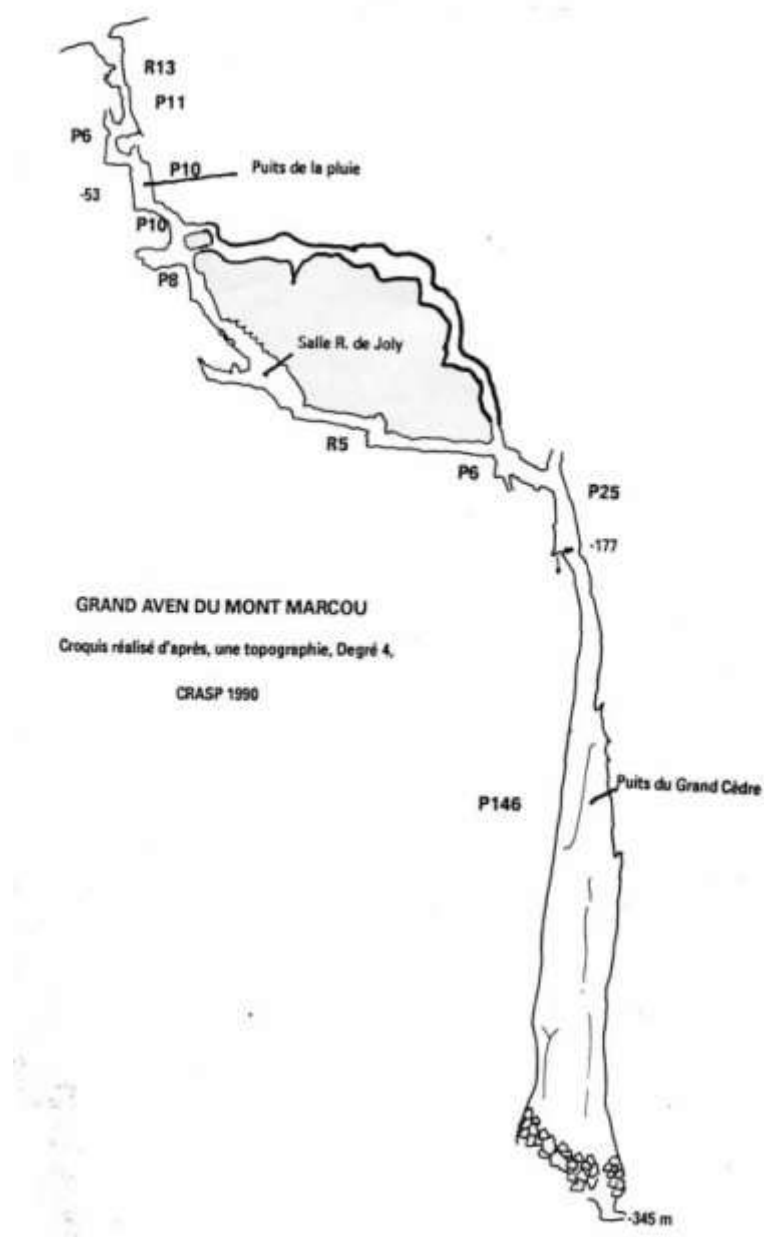 R13
P11
P6
P10
Puits de la pluie
-53
P10
P8
Salle R. de Joly
R5
P6
P25
-177
GRAND AVEN DU MONT MARCOU
Croquis réalisé d'après, une topographie, Degré 4,
CRASP 1990
Puits du Grand Cèdre
P146
-345 m